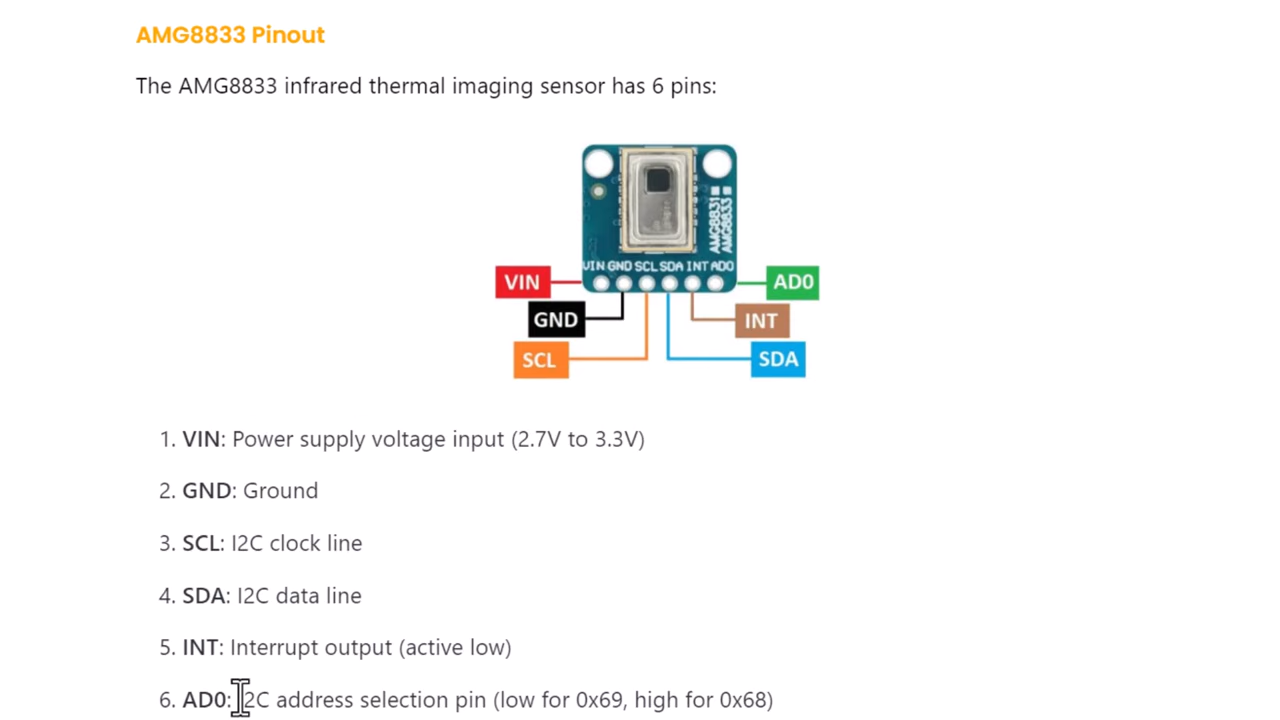 AMG8833 Pinout
The AMG8833 infrared thermal imaging sensor has 6 pins:
AMG8831
AMG8833
VIN GND SCL SDA INT AD0
VIN
AD0
GND
INT
SCL
SDA
1. VIN: Power supply voltage input (2.7V to 3.3V)
2. GND: Ground
3. SCL: I2C clock line
4. SDA: I2C data line
5. INT: Interrupt output (active low)
6. AD0: I2C address selection pin (low for 0x69, high for 0x68)